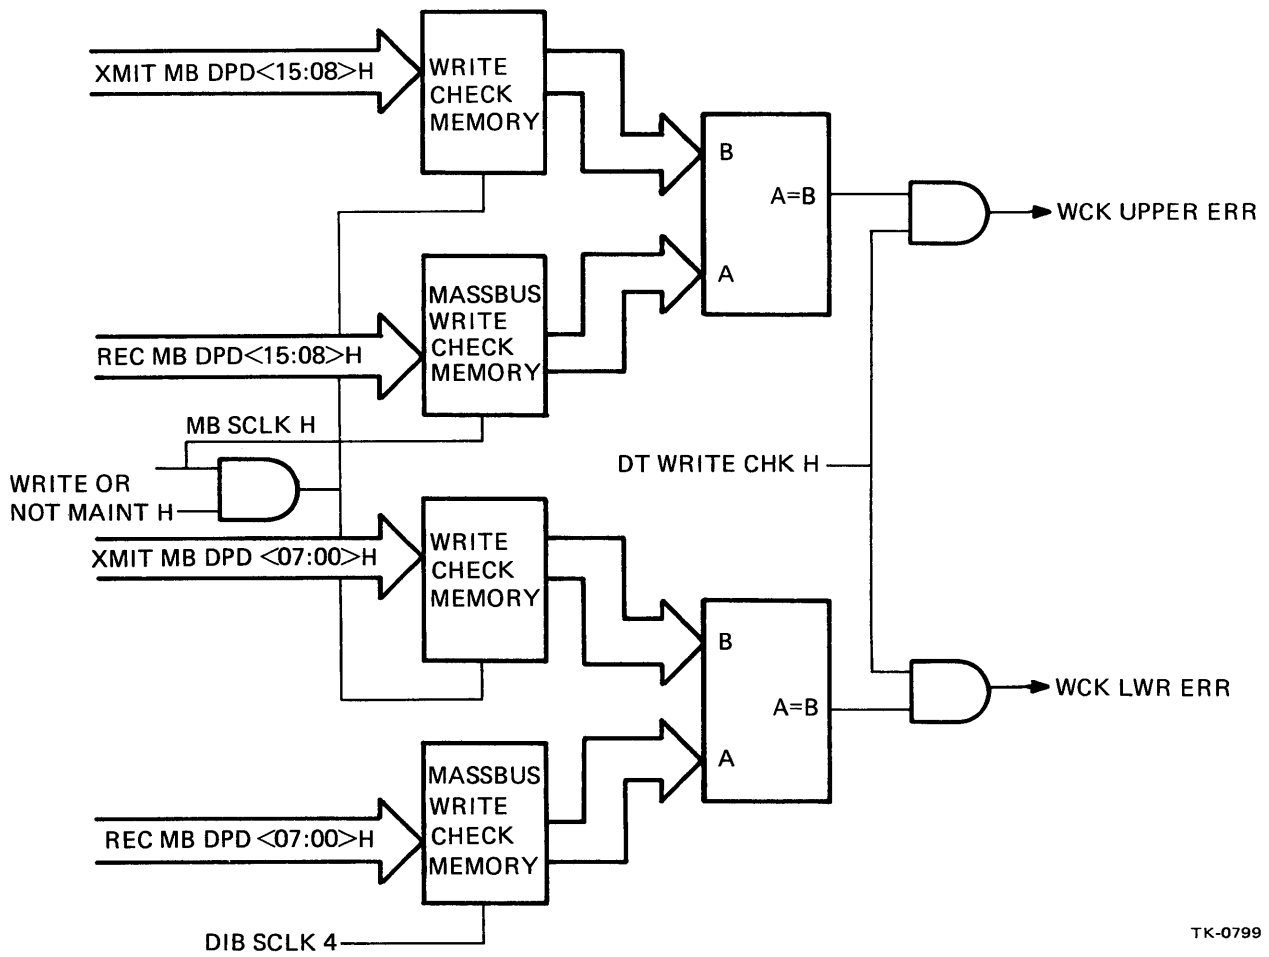 XMIT MB DPD<15:08>H
WRITE
CHECK
MEMORY
B
A=B
WCK UPPER ERR
A
MASSBUS
WRITE
CHECK
MEMORY
REC MB DPD<15:08>H
MB SCLK H
DT WRITE CHK H
WRITE OR
NOT MAINT H
XMIT MB DPD <07:00>H
WRITE
CHECK
MEMORY
B
A=B
WCK LWR ERR
A
MASSBUS
WRITE
CHECK
MEMORY
REC MB DPD <07:00>H
DIB SCLK 4
TK-0799